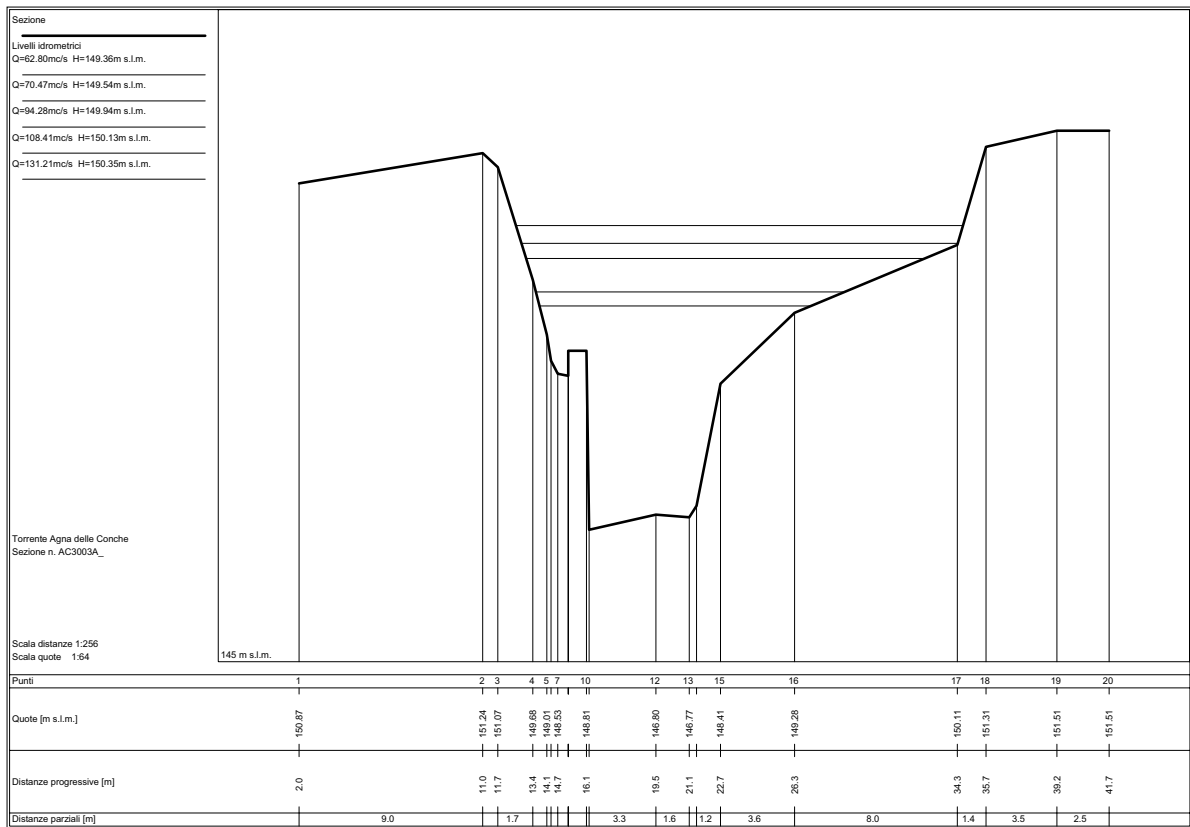 Sezione
Livelli idrometrici
Q=62.80mc/s H=149.36m s.l.m.
Q=70.47mc/s H=149.54m s.l.m.
Q=94.28mc/s H=149.94m s.l.m.
Q=108.41mc/s H=150.13m s.l.m.
Q=131.21mc/s H=150.35m s.l.m.
Torrente Agna delle Conche
Sezione n. AC3003A_
Scala distanze 1:256
Scala quote 1:64
145 m s.l.m.
Punti 1 2 3 4 5 7 10 12 13 15 16 17 18 19 20
Quote [m s.l.m.] 150.87 151.24 151.07 149.68 149.01 148.53 148.81 146.80 146.77 148.41 149.28 150.11 151.31 151.51 151.51
Distanze progressive [m] 2.0 11.0 11.7 13.4 14.1 14.7 16.1 19.5 21.1 22.7 26.3 34.3 35.7 39.2 41.7
Distanze parziali [m] 9.0 1.7 3.3 1.6 1.2 3.6 8.0 1.4 3.5 2.5